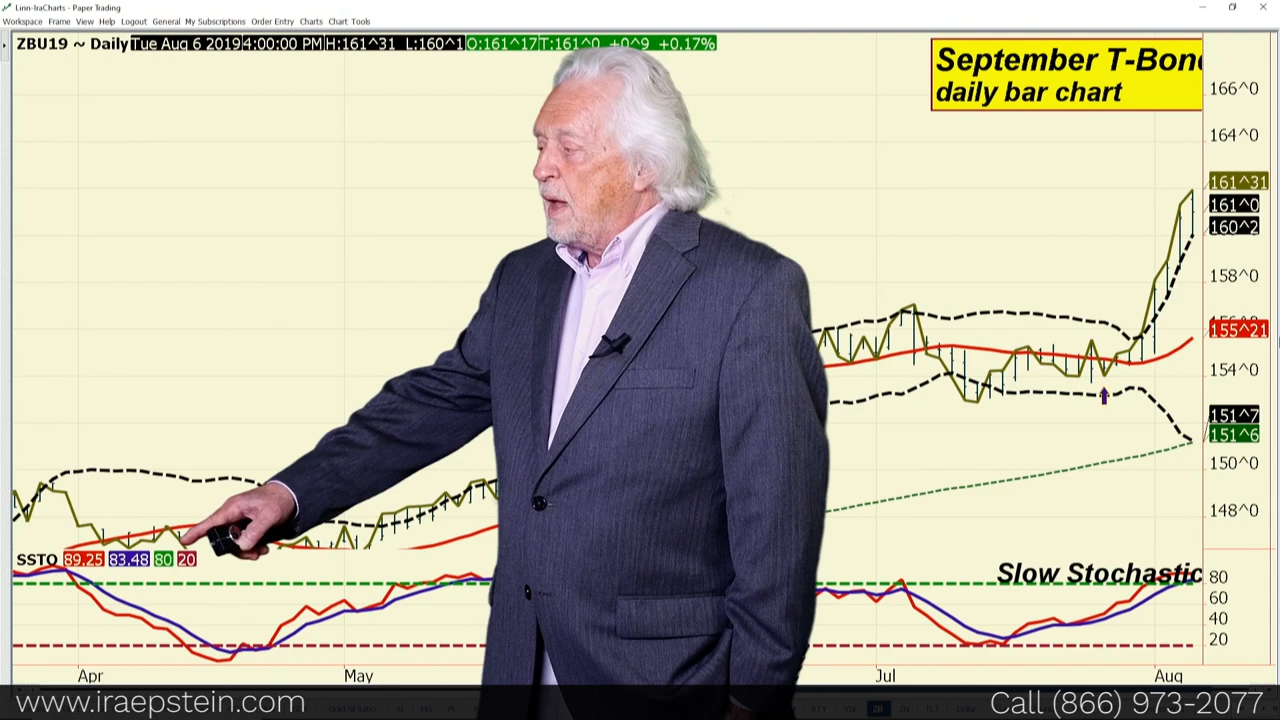 Linn-IraCharts - Paper Trading
Workspace Frame View Help Logout General My Subscriptions Order Entry Charts Chart Tools
ZBU19 ~ Daily Tue Aug 6 2019 4:00:00 PM H:161^31 L:160^1 O:161^17 T:161^0 +0^9 +0.17%
September T-Bon
daily bar chart
166^0
164^0
161^31
161^0
160^2
158^0
155^21
154^0
151^7
151^6
150^0
148^0
SSTO 89.25 83.48 80 20
Slow Stochastic
80
60
40
20
Apr May Jul Aug
www.iraepstein.com
Call (866) 973-2077